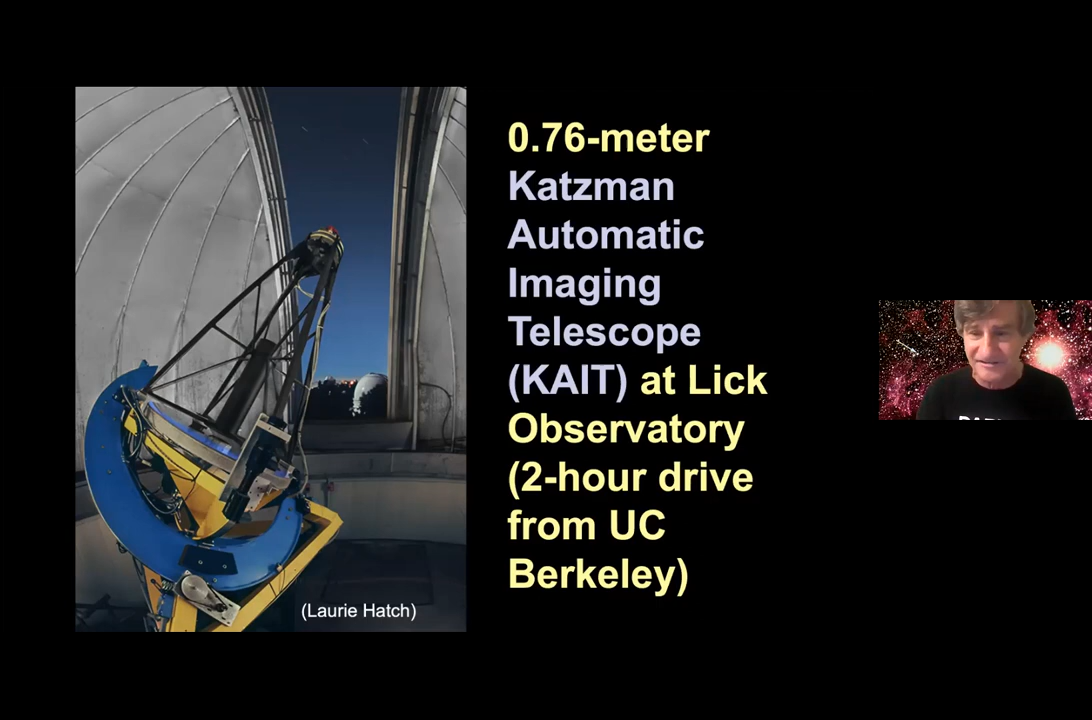 0.76-meter
Katzman
Automatic
Imaging
Telescope
(KAIT) at Lick
Observatory
(2-hour drive
from UC
Berkeley)
(Laurie Hatch)